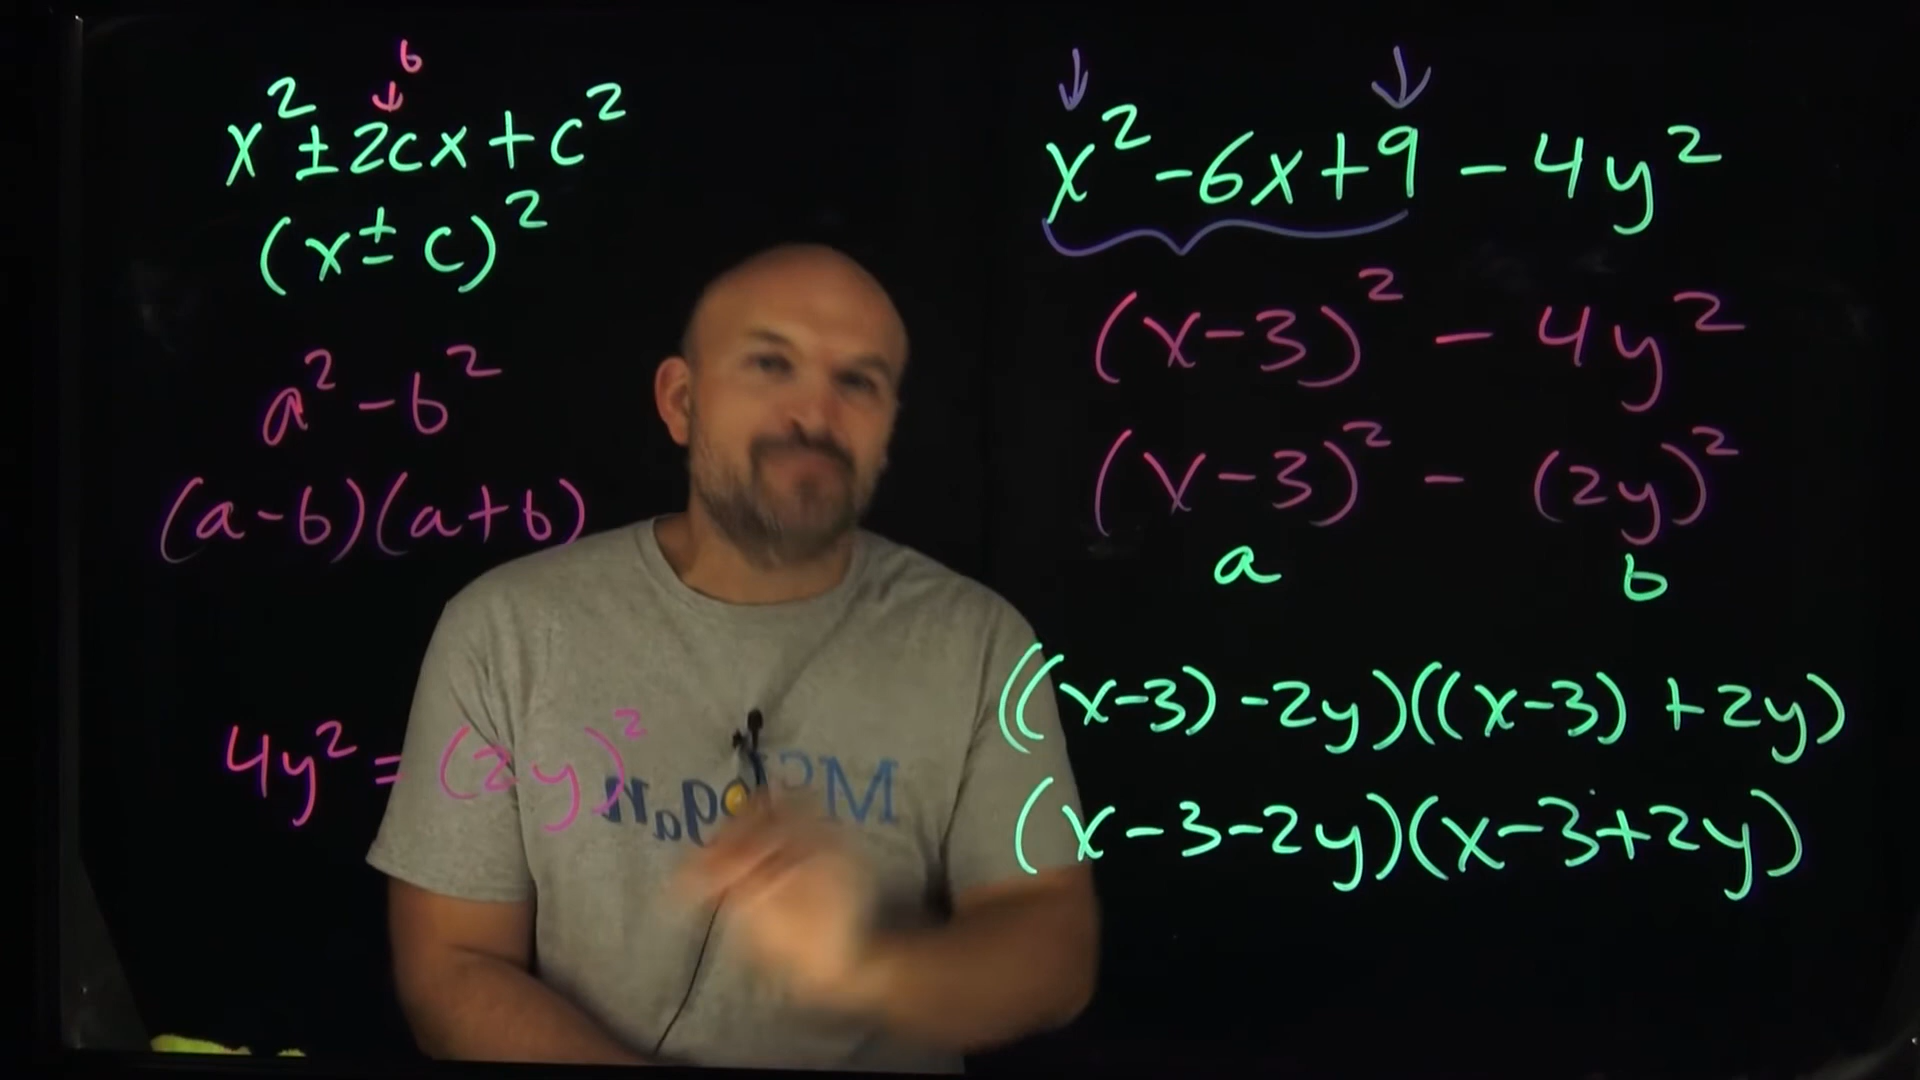 b
↓
x² ± 2cx + c²
(x ± c)²
a² - b²
(a-b)(a+b)
4y² = (2y)²
McLogan
↓ ↓
x² - 6x + 9 - 4y²
(x-3)² - 4y²
(x-3)² - (2y)²
a b
((x-3) - 2y)((x-3) + 2y)
(x-3-2y)(x-3+2y)